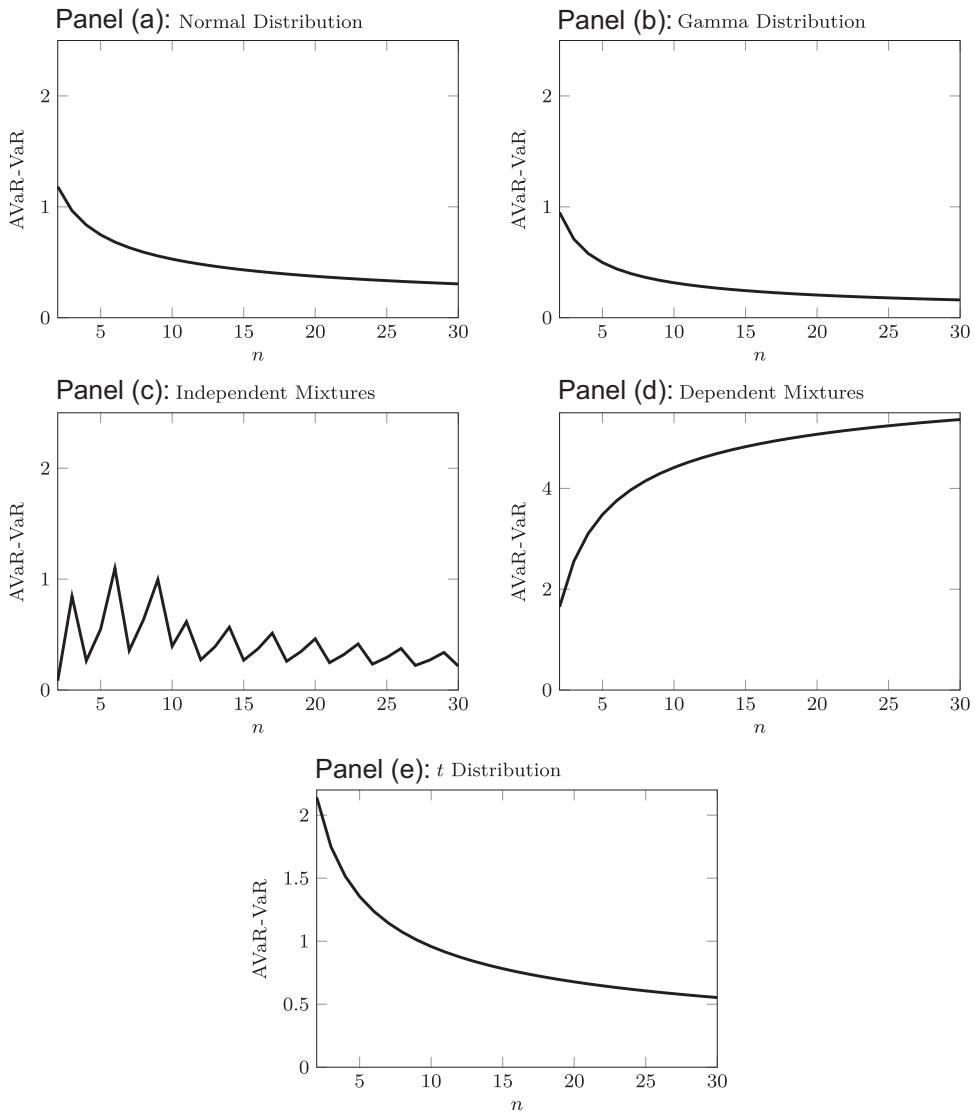 Panel (a): Normal Distribution
2
1
0
AVaR-VaR
5 10 15 20 25 30
n
Panel (b): Gamma Distribution
2
1
0
AVaR-VaR
5 10 15 20 25 30
n
Panel (c): Independent Mixtures
2
1
0
AVaR-VaR
5 10 15 20 25 30
n
Panel (d): Dependent Mixtures
4
2
0
AVaR-VaR
5 10 15 20 25 30
n
Panel (e): t Distribution
2
1.5
1
0.5
0
AVaR-VaR
5 10 15 20 25 30
n